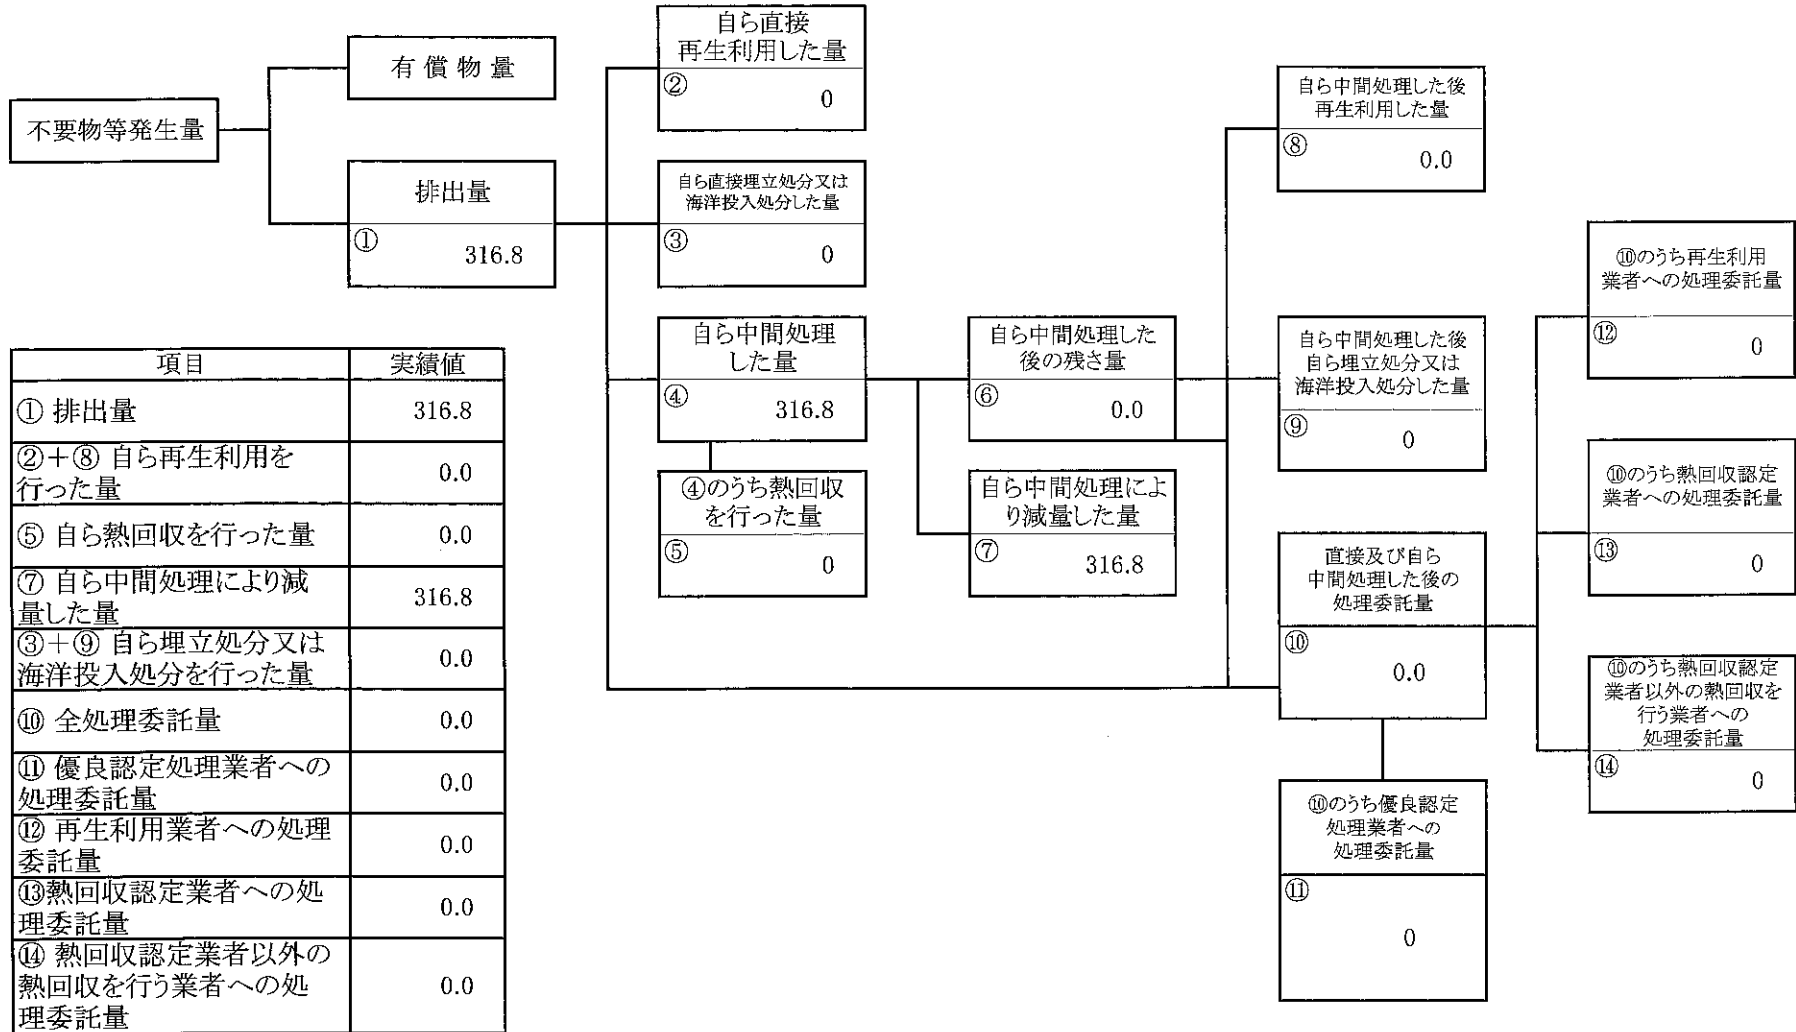 不要物等発生量
有償物量
排出量
①
316.8
自ら直接
再生利用した量
②
0
自ら直接埋立処分又は
海洋投入処分した量
③
0
自ら中間処理
した量
④
316.8
④のうち熱回収
を行った量
⑤
0
自ら中間処理した
後の残さ量
⑥
0.0
自ら中間処理によ
り減量した量
⑦
316.8
自ら中間処理した後
再生利用した量
⑧
0.0
自ら中間処理した後
自ら埋立処分又は
海洋投入処分した量
⑨
0
直接及び自ら
中間処理した後の
処理委託量
⑩
0.0
⑩のうち優良認定
処理業者への
処理委託量
⑪
0
⑩のうち再生利用
業者への処理委託量
⑫
0
⑩のうち熱回収認定
業者への処理委託量
⑬
0
⑩のうち熱回収認定
業者以外の熱回収を
行う業者への
処理委託量
⑭
0
項目 実績値
① 排出量 316.8
②+⑧ 自ら再生利用を
行った量 0.0
⑤ 自ら熱回収を行った量 0.0
⑦ 自ら中間処理により減
量した量 316.8
③+⑨ 自ら埋立処分又は
海洋投入処分を行った量 0.0
⑩ 全処理委託量 0.0
⑪ 優良認定処理業者への
処理委託量 0.0
⑫ 再生利用業者への処理
委託量 0.0
⑬熱回収認定業者への処
理委託量 0.0
⑭ 熱回収認定業者以外の
熱回収を行う業者への処
理委託量 0.0